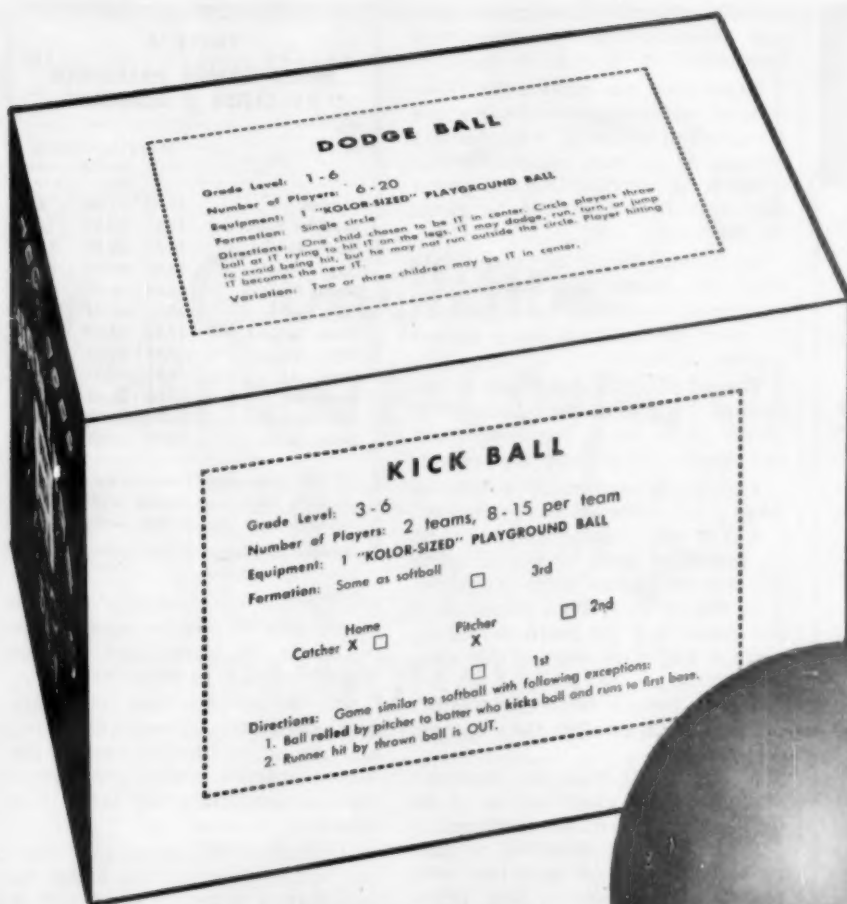 DODGE BALL
Grade Level: 1 - 6
Number of Players: 6 - 20
Equipment: 1 "KOLOR-SIZED" PLAYGROUND BALL
Formation: Single circle
Directions: One child chosen to be IT in center. Circle players throw
ball at IT trying to hit IT on the legs. IT may dodge, run, turn, or jump
to avoid being hit, but he may not run outside the circle. Player hitting
IT becomes the new IT.
Variation: Two or three children may be IT in center.
KICK BALL
Grade Level: 3 - 6
Number of Players: 2 teams, 8 - 15 per team
Equipment: 1 "KOLOR-SIZED" PLAYGROUND BALL
Formation: Same as softball
3rd
2nd
Home
Pitcher
Catcher X
X
1st
Directions: Game similar to softball with following exceptions:
1. Ball rolled by pitcher to batter who kicks ball and runs to first base.
2. Runner hit by thrown ball is OUT.